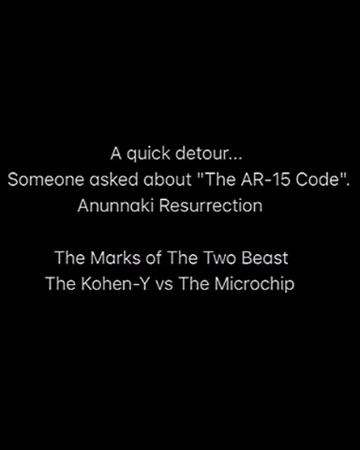 A quick detour...
Someone asked about "The AR-15 Code".
Anunnaki Resurrection
The Marks of The Two Beast
The Kohen-Y vs The Microchip